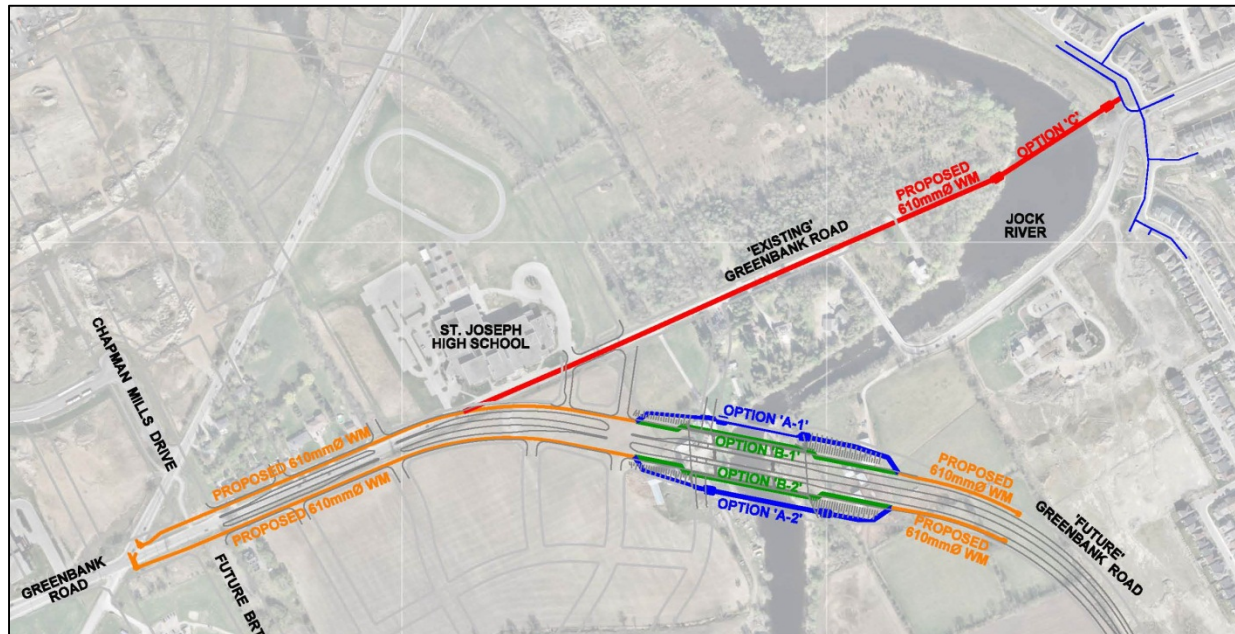 OPTION 'C'
PROPOSED
610mmØ WM
JOCK
RIVER
'EXISTING'
GREENBANK ROAD
ST. JOSEPH
HIGH SCHOOL
CHAPMAN MILLS DRIVE
OPTION 'A-1'
OPTION 'B-1'
OPTION 'B-2'
OPTION 'A-2'
PROPOSED 610mmØ WM
PROPOSED 610mmØ WM
PROPOSED
610mmØ WM
PROPOSED
610mmØ WM
'FUTURE'
GREENBANK ROAD
GREENBANK
ROAD
FUTURE BRT